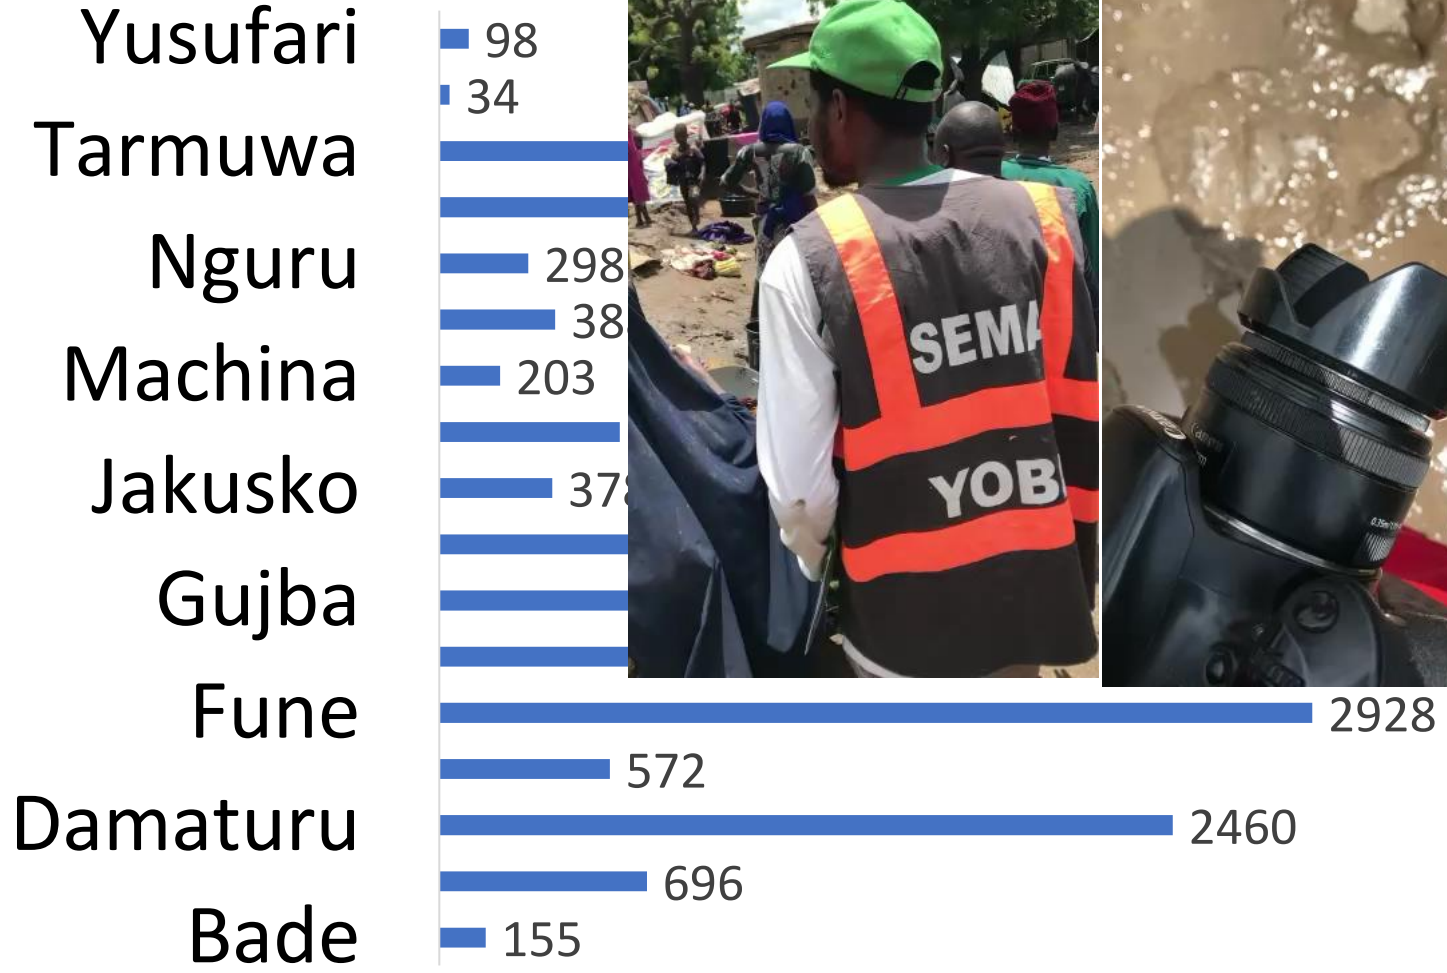 Yusufari 98
34
Tarmuwa
Nguru 298
Machina 203
Jakusko
Gujba
Fune 2928
572
Damaturu 2460
696
Bade 155
SEMA
YOB
Canon